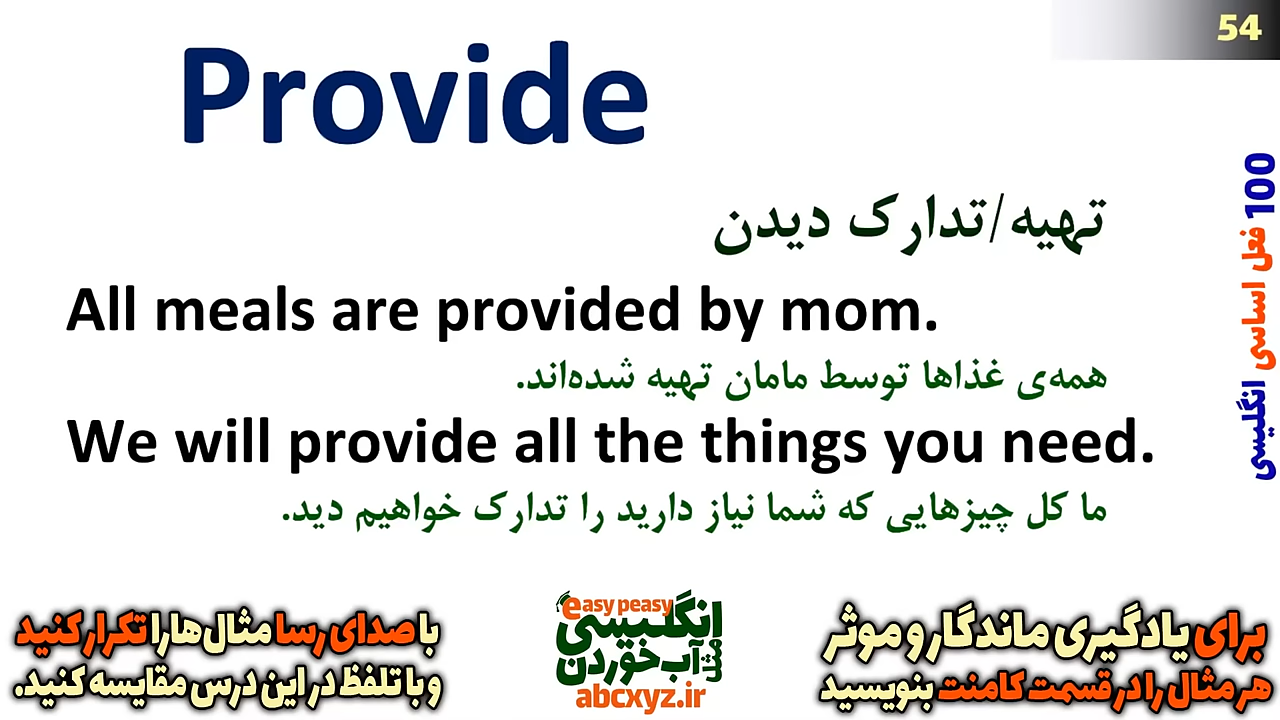 54
Provide
تهیه/تدارک دیدن
All meals are provided by mom.
همه‌ی غذاها توسط مامان تهیه شده‌اند.
We will provide all the things you need.
ما کل چیزهایی که شما نیاز دارید را تدارک خواهیم دید.
100 فعل اساسی انگلیسی
برای یادگیری ماندگار و موثر
هر مثال را در قسمت کامنت بنویسید
easy peasy
انگلیسی
مثل آب خوردن
abcxyz.ir
با صدای رسا مثال‌ها را تکرار کنید
و با تلفظ در این درس مقایسه کنید.